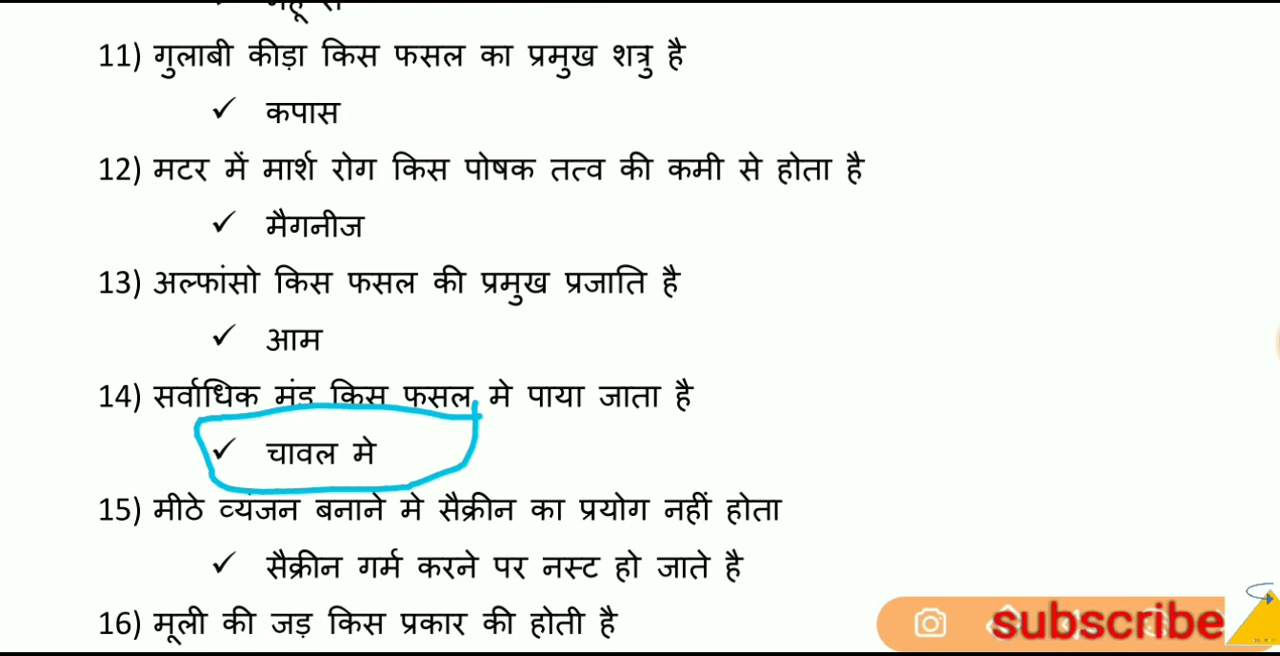 11) गुलाबी कीड़ा किस फसल का प्रमुख शत्रु है
✓ कपास
12) मटर में मार्श रोग किस पोषक तत्व की कमी से होता है
✓ मैगनीज
13) अल्फांसो किस फसल की प्रमुख प्रजाति है
✓ आम
14) सर्वाधिक मंड किस फसल मे पाया जाता है
✓ चावल मे
15) मीठे व्यंजन बनाने मे सैक्रीन का प्रयोग नहीं होता
✓ सैक्रीन गर्म करने पर नस्ट हो जाते है
16) मूली की जड़ किस प्रकार की होती है
subscribe